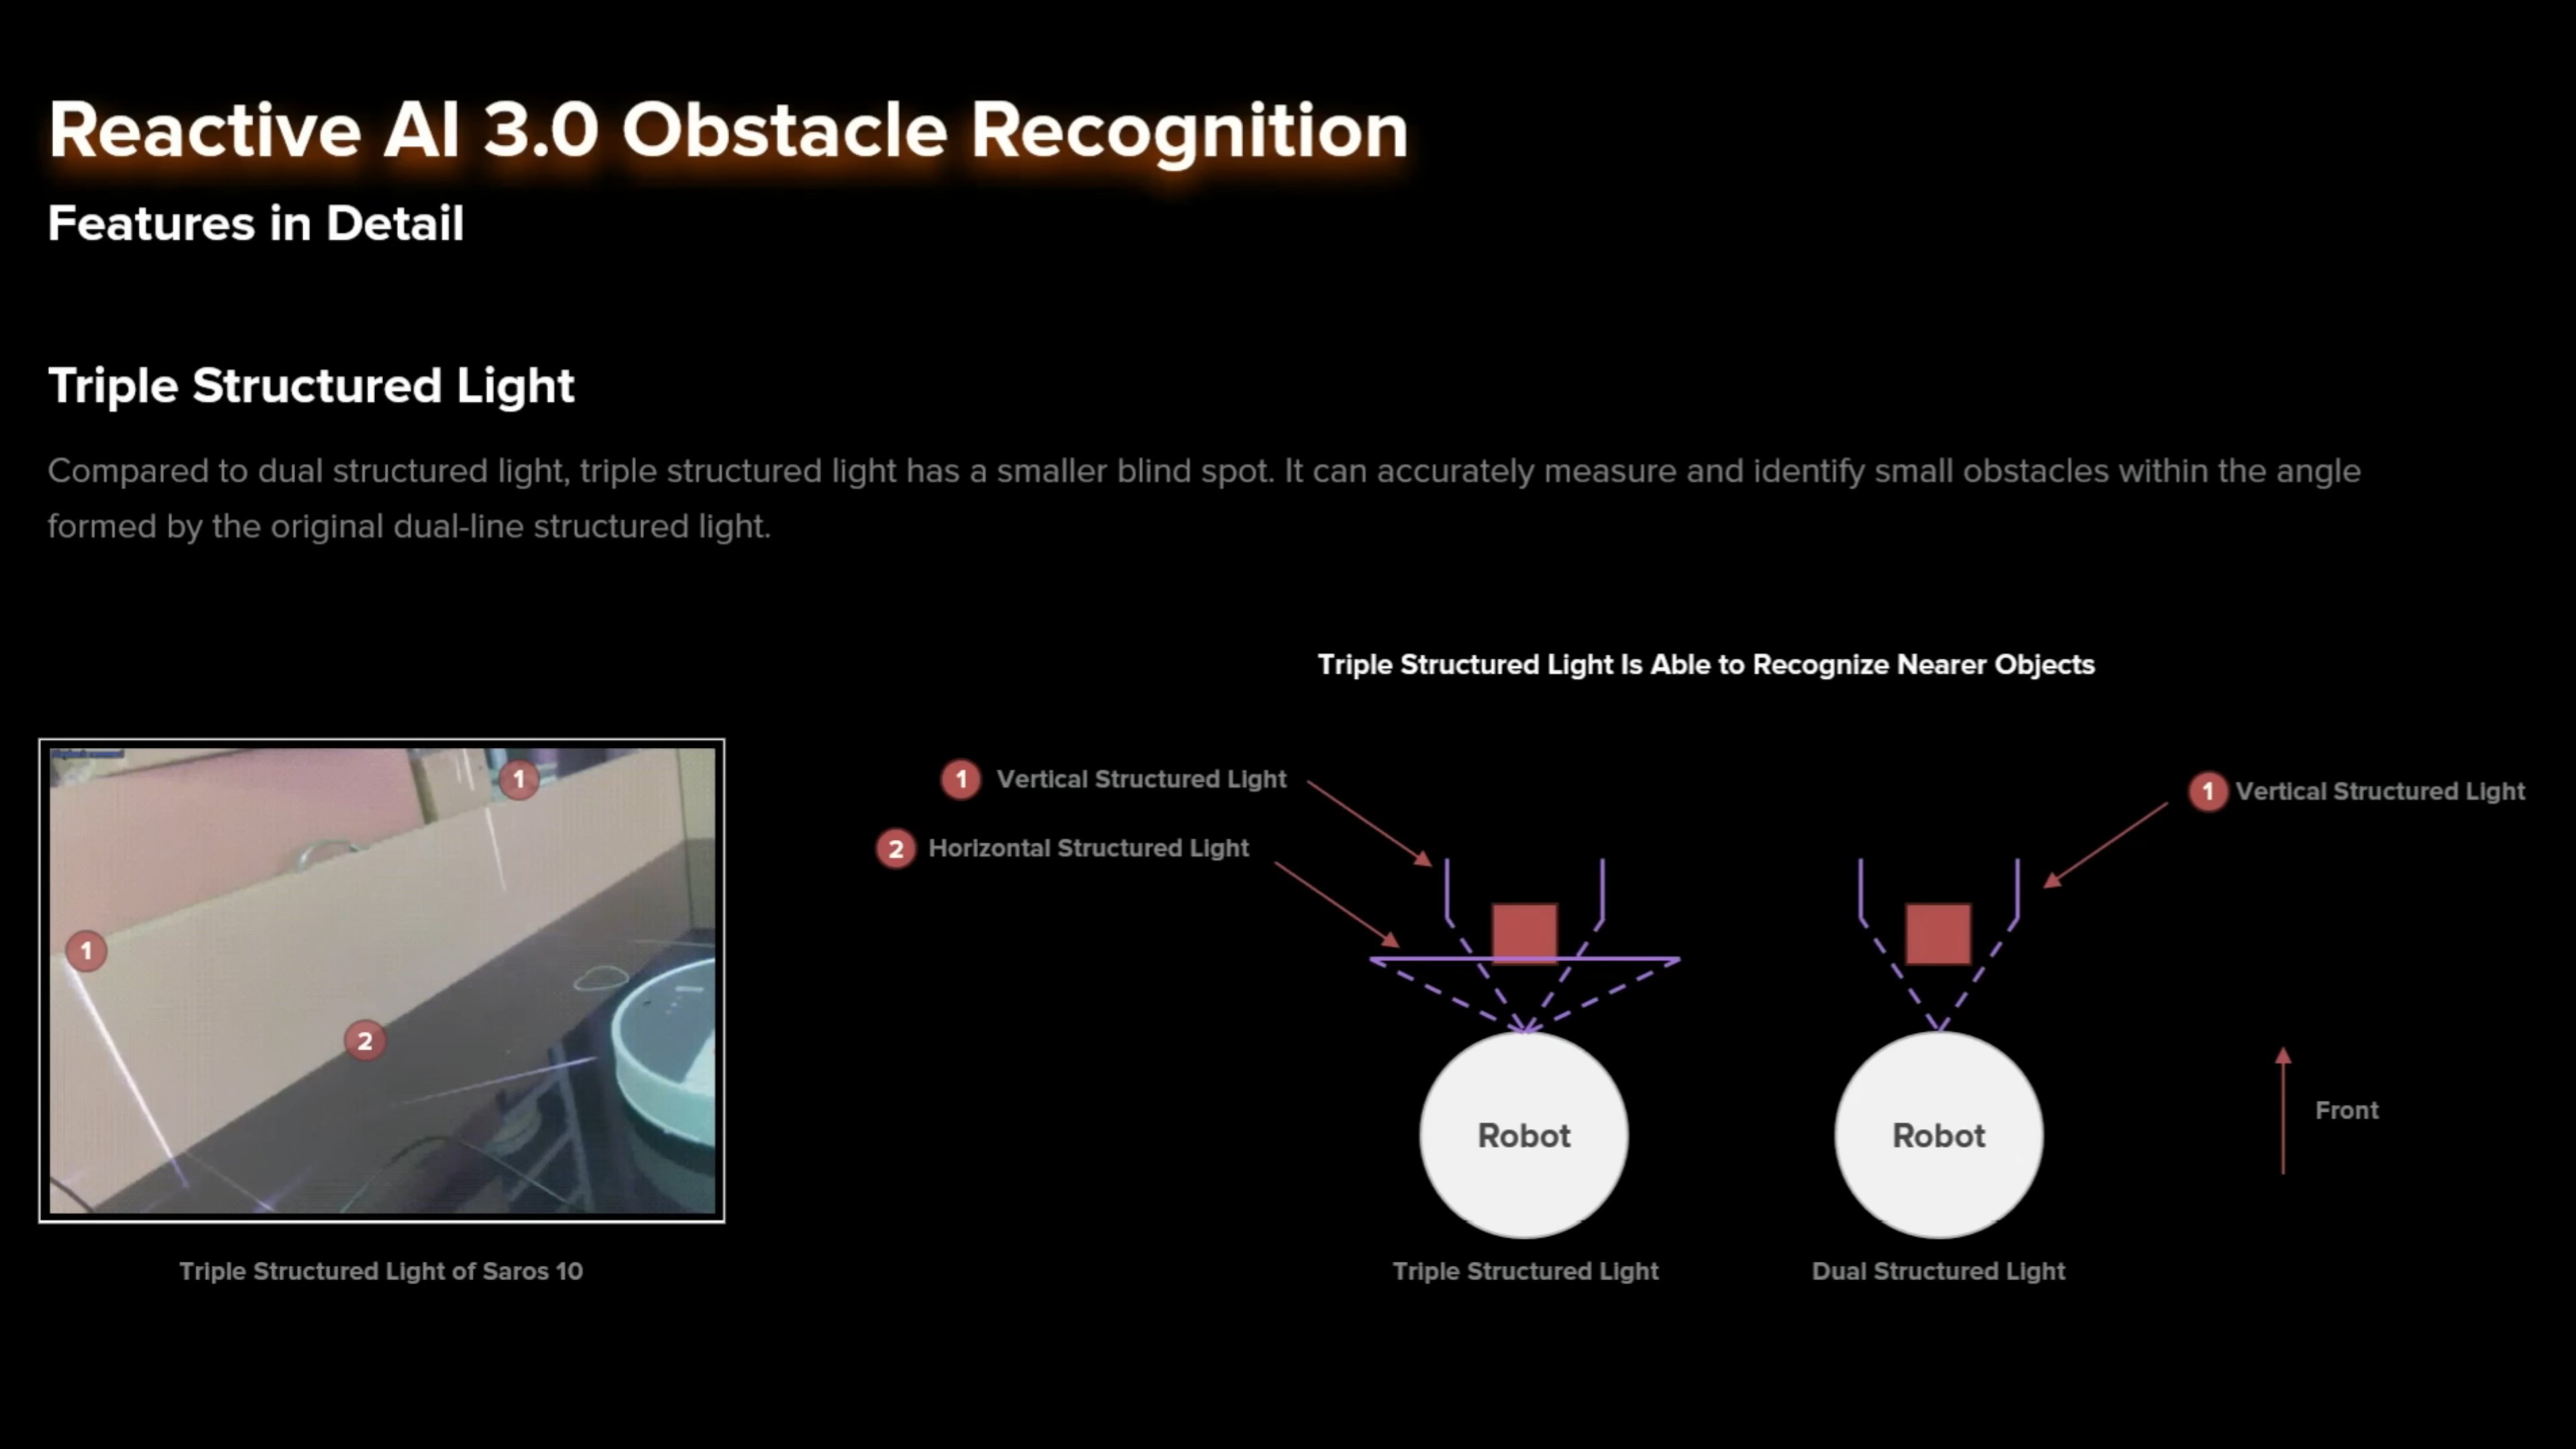 Reactive AI 3.0 Obstacle Recognition
Features in Detail
Triple Structured Light
Compared to dual structured light, triple structured light has a smaller blind spot. It can accurately measure and identify small obstacles within the angle
formed by the original dual-line structured light.
Triple Structured Light Is Able to Recognize Nearer Objects
1
1
2
Triple Structured Light of Saros 10
1 Vertical Structured Light
2 Horizontal Structured Light
1 Vertical Structured Light
Robot
Robot
Front
Triple Structured Light
Dual Structured Light